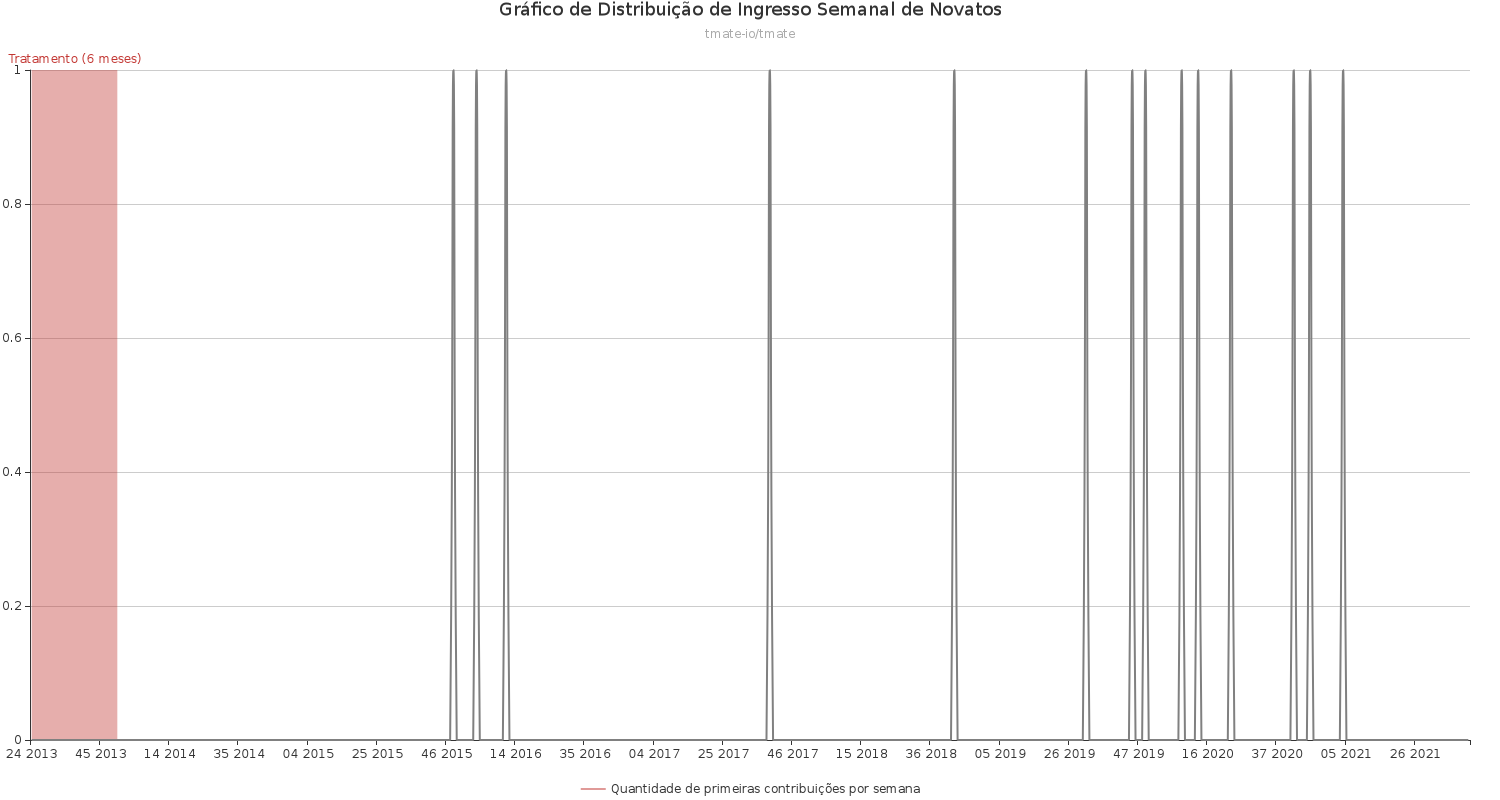 Gráfico de Distribuição de Ingresso Semanal de Novatos
tmate-io/tmate
Tratamento (6 meses)
1
0.8
0.6
0.4
0.2
0
24 2013 45 2013 14 2014 35 2014 04 2015 25 2015 46 2015 14 2016 35 2016 04 2017 25 2017 46 2017 15 2018 36 2018 05 2019 26 2019 47 2019 16 2020 37 2020 05 2021 26 2021
Quantidade de primeiras contribuições por semana